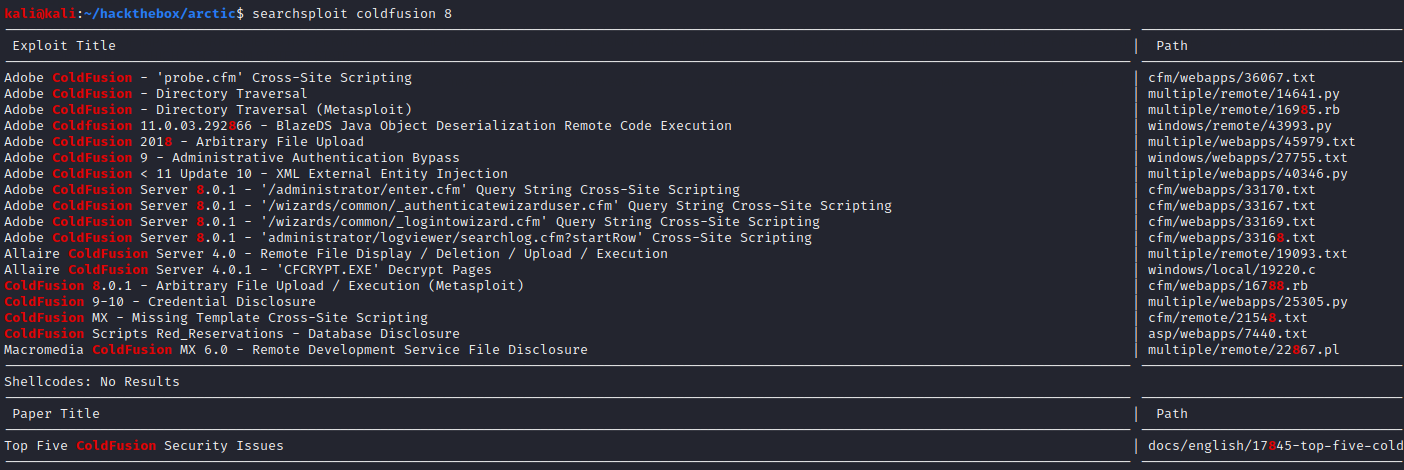 kali@kali:~/hackthebox/arctic$ searchsploit coldfusion 8
Exploit Title | Path
Adobe ColdFusion - 'probe.cfm' Cross-Site Scripting | cfm/webapps/36067.txt
Adobe ColdFusion - Directory Traversal | multiple/remote/14641.py
Adobe ColdFusion - Directory Traversal (Metasploit) | multiple/remote/16985.rb
Adobe Coldfusion 11.0.03.292866 - BlazeDS Java Object Deserialization Remote Code Execution | windows/remote/43993.py
Adobe ColdFusion 2018 - Arbitrary File Upload | multiple/webapps/45979.txt
Adobe ColdFusion 9 - Administrative Authentication Bypass | windows/webapps/27755.txt
Adobe ColdFusion < 11 Update 10 - XML External Entity Injection | multiple/webapps/40346.py
Adobe ColdFusion Server 8.0.1 - '/administrator/enter.cfm' Query String Cross-Site Scripting | cfm/webapps/33170.txt
Adobe ColdFusion Server 8.0.1 - '/wizards/common/_authenticatewizarduser.cfm' Query String Cross-Site Scripting | cfm/webapps/33167.txt
Adobe ColdFusion Server 8.0.1 - '/wizards/common/_logintowizard.cfm' Query String Cross-Site Scripting | cfm/webapps/33169.txt
Adobe ColdFusion Server 8.0.1 - 'administrator/logviewer/searchlog.cfm?startRow' Cross-Site Scripting | cfm/webapps/33168.txt
Allaire ColdFusion Server 4.0 - Remote File Display / Deletion / Upload / Execution | multiple/remote/19093.txt
Allaire ColdFusion Server 4.0.1 - 'CFCRYPT.EXE' Decrypt Pages | windows/local/19220.c
ColdFusion 8.0.1 - Arbitrary File Upload / Execution (Metasploit) | cfm/webapps/16788.rb
ColdFusion 9-10 - Credential Disclosure | multiple/webapps/25305.py
ColdFusion MX - Missing Template Cross-Site Scripting | cfm/remote/21548.txt
ColdFusion Scripts Red_Reservations - Database Disclosure | asp/webapps/7440.txt
Macromedia ColdFusion MX 6.0 - Remote Development Service File Disclosure | multiple/remote/22867.pl
Shellcodes: No Results
Paper Title | Path
Top Five ColdFusion Security Issues | docs/english/17845-top-five-cold